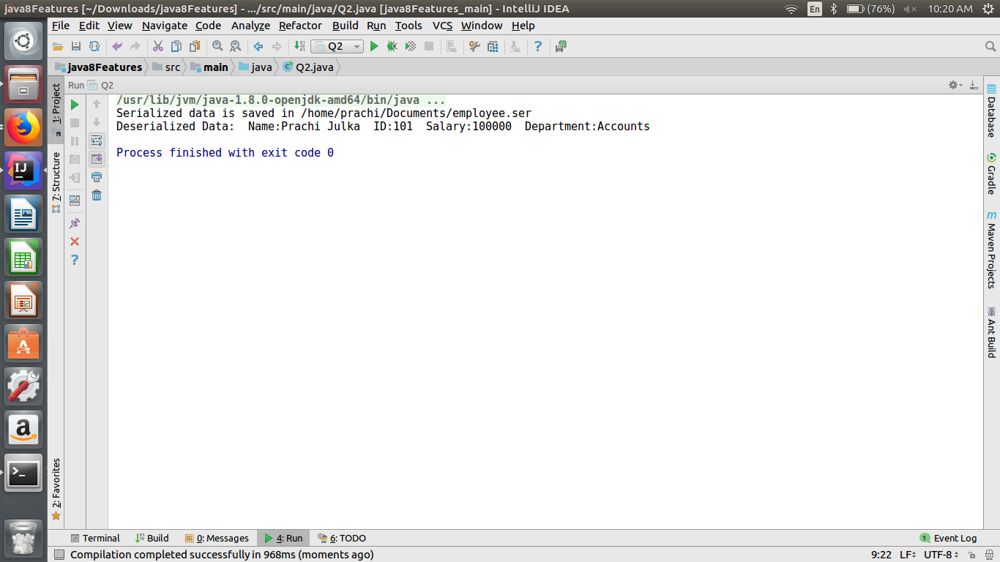 java8Features [~/Downloads/java8Features] - .../src/main/java/Q2.java [java8Features_main] - IntelliJ IDEA
En
(76%)
10:20 AM
File Edit View Navigate Code Analyze Refactor Build Run Tools VCS Window Help
Q2
java8Features src main java Q2.java
Run Q2
/usr/lib/jvm/java-1.8.0-openjdk-amd64/bin/java ...
Serialized data is saved in /home/prachi/Documents/employee.ser
Deserialized Data:  Name:Prachi Julka  ID:101  Salary:100000  Department:Accounts
Process finished with exit code 0
1: Project
7: Structure
2: Favorites
Database
Gradle
Maven Projects
Ant Build
Terminal Build 0: Messages 4: Run 6: TODO
1 Event Log
Compilation completed successfully in 968ms (moments ago)
9:22 LF UTF-8